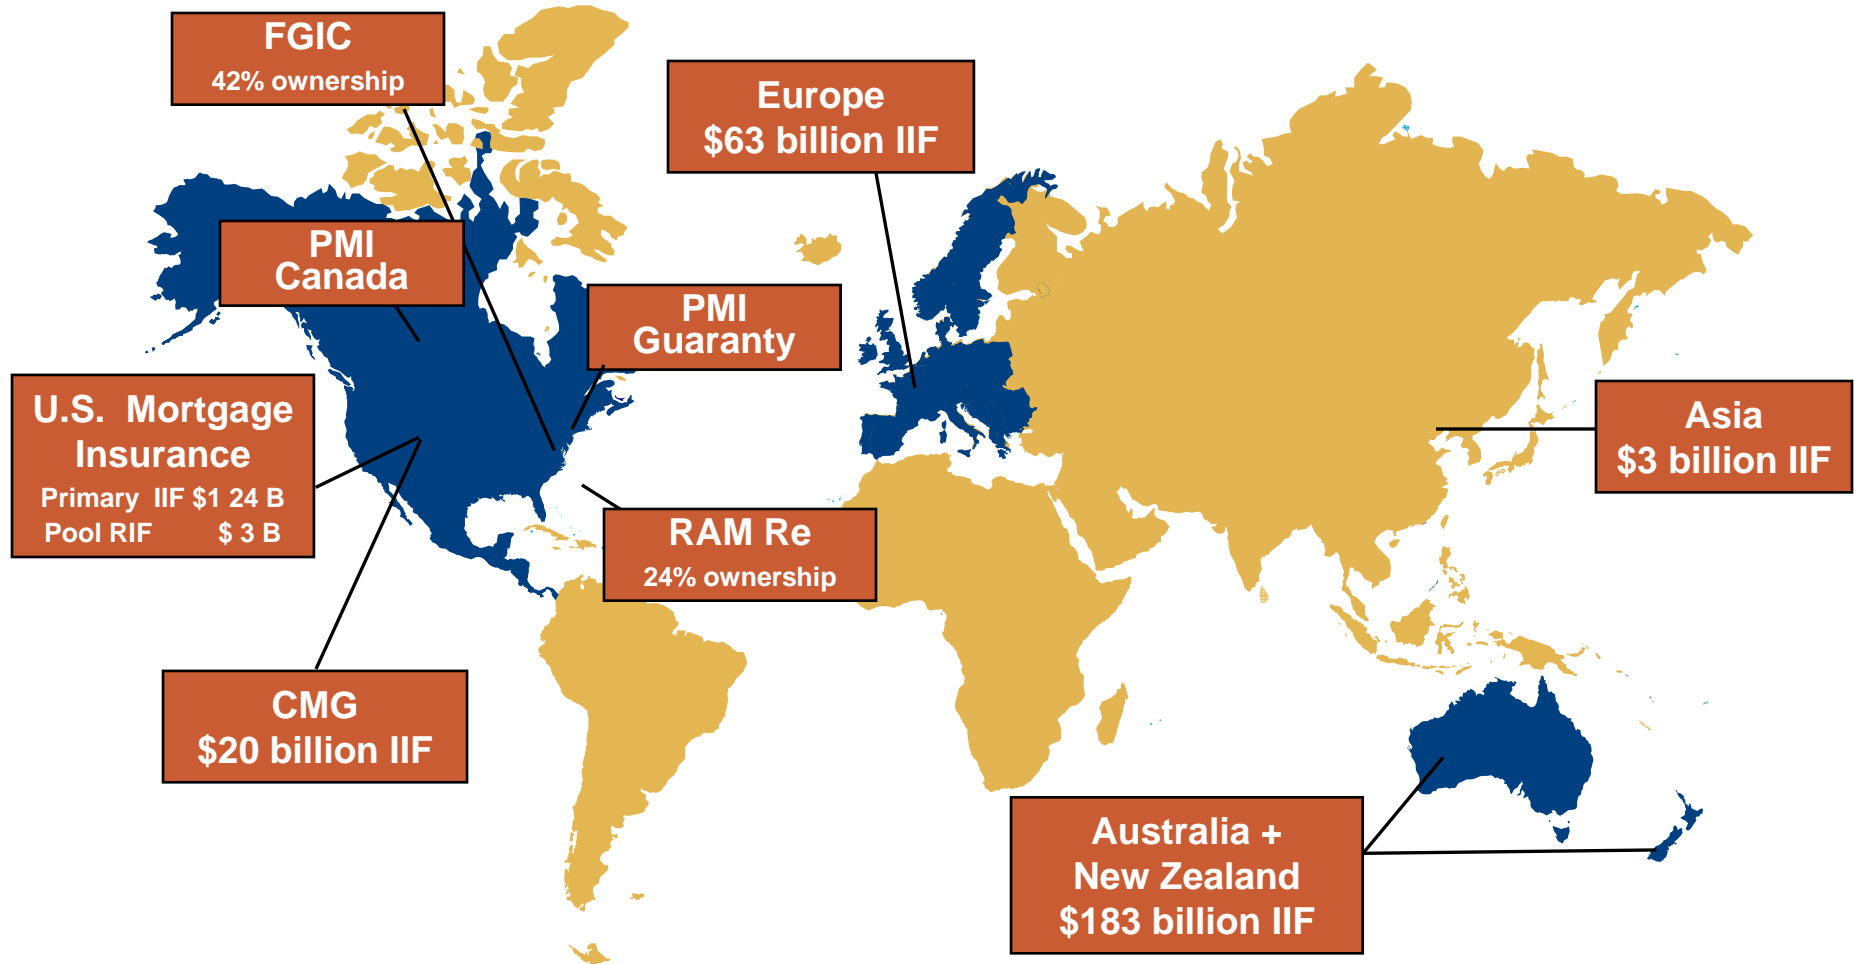 FGIC
42% ownership
Europe
$63 billion IIF
PMI
Canada
PMI
Guaranty
U.S. Mortgage
Insurance
Primary IIF $1 24 B
Pool RIF $ 3 B
Asia
$3 billion IIF
RAM Re
24% ownership
CMG
$20 billion IIF
Australia +
New Zealand
$183 billion IIF